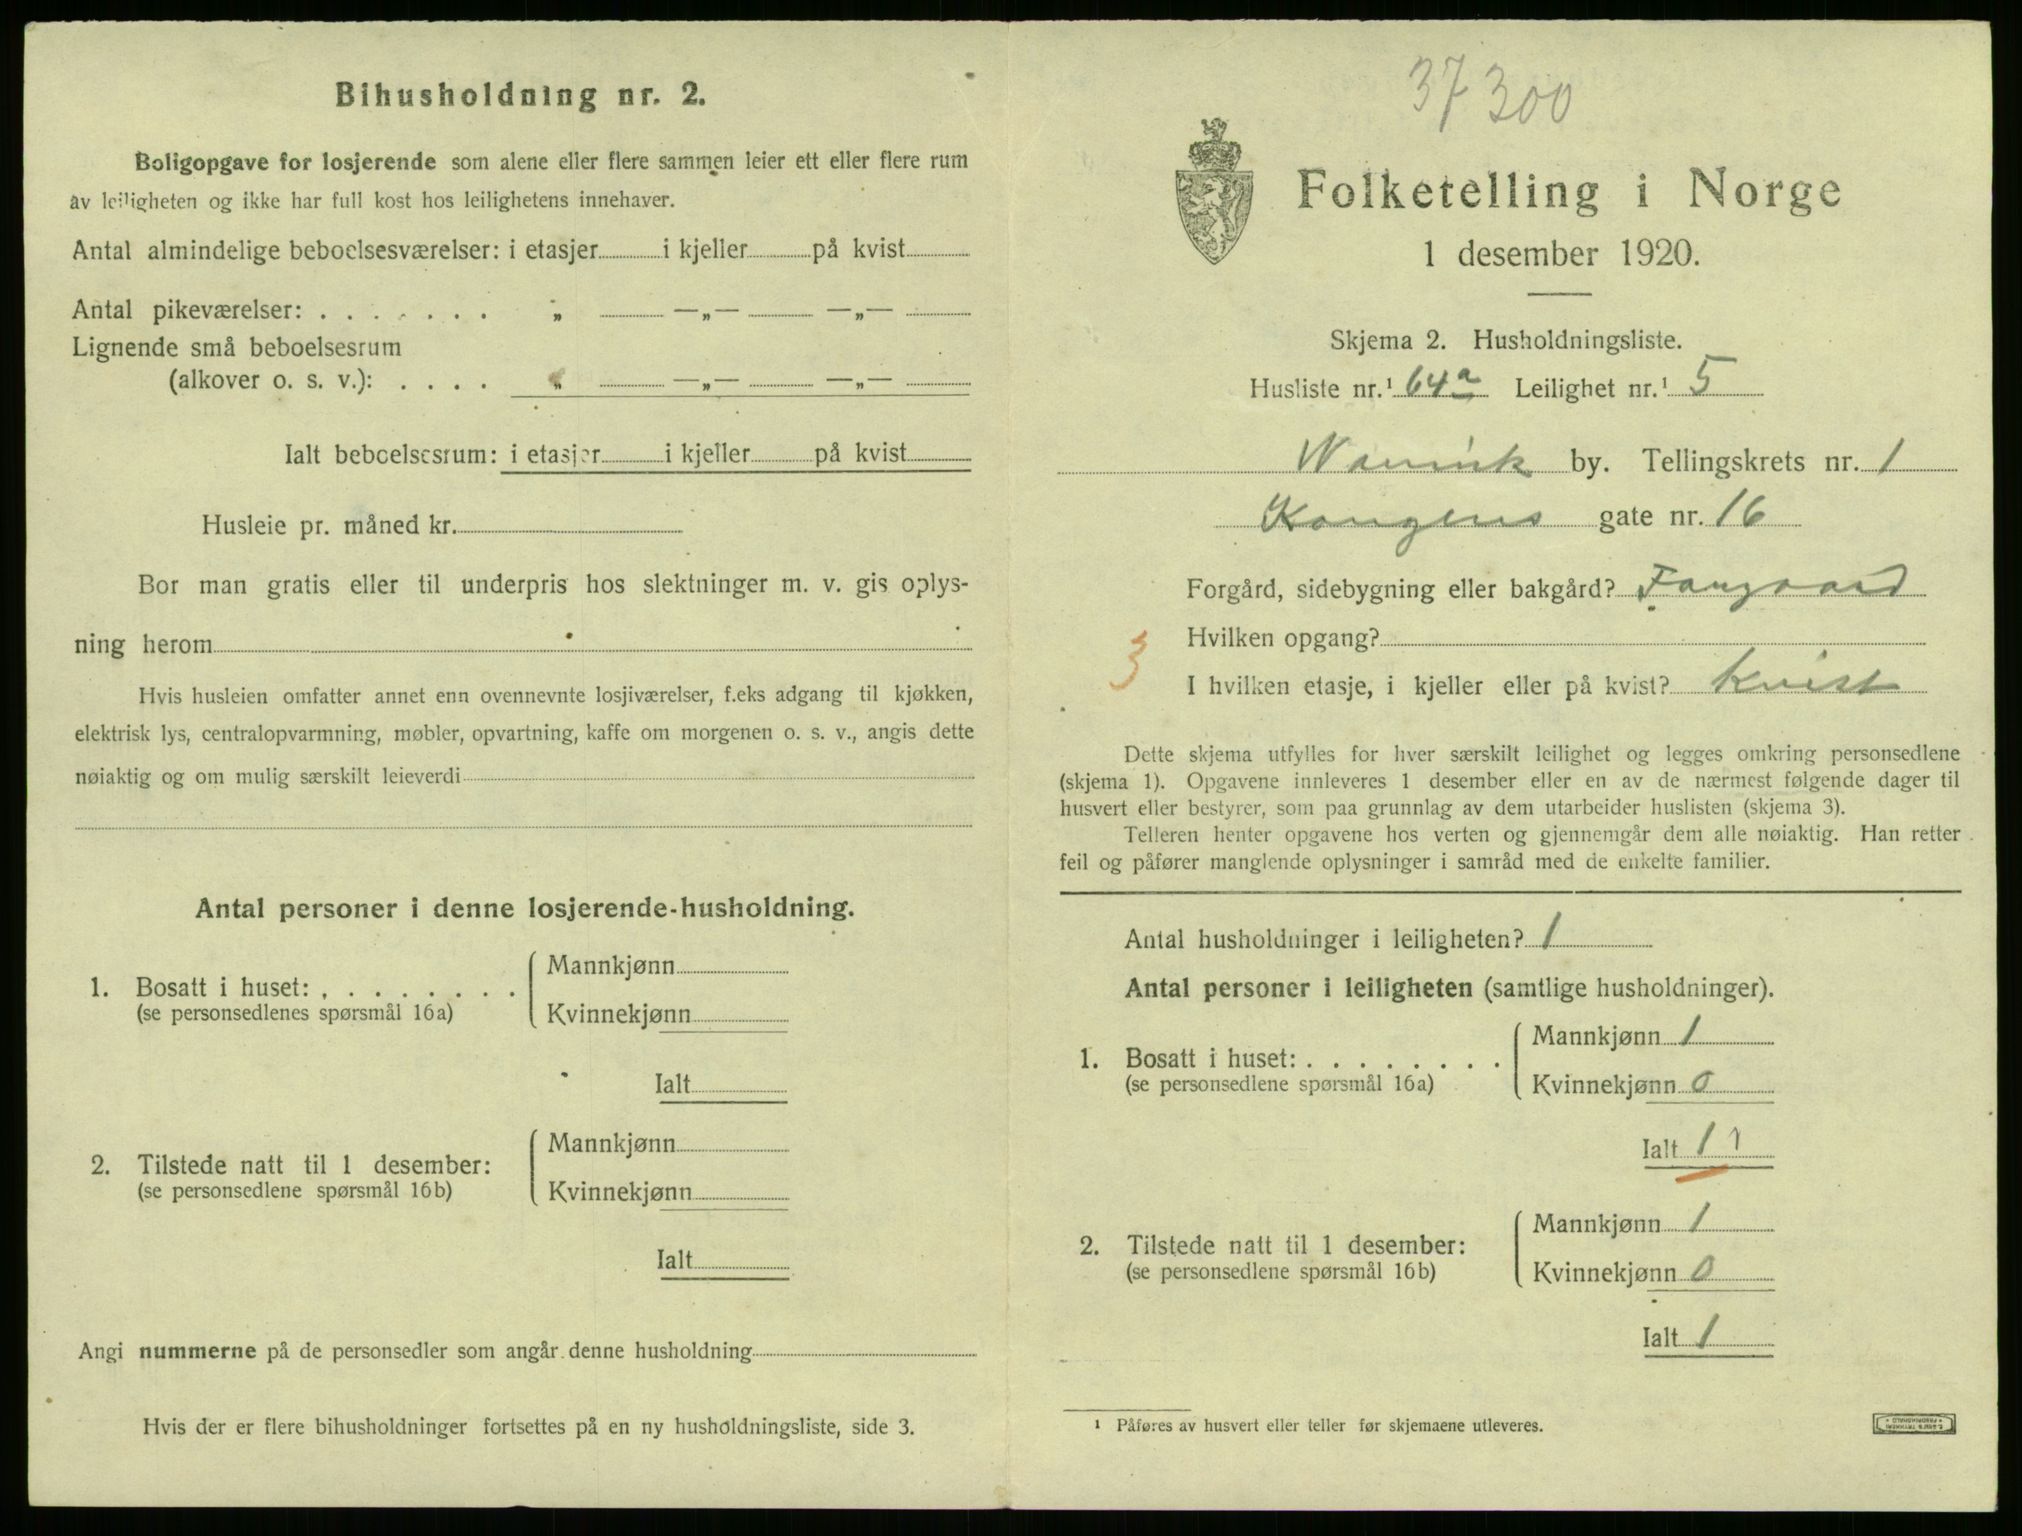 Bihusholdning nr. 2.
Boligopgave for losjerende som alene eller flere sammen leier ett eller flere rum
av leiligheten og ikke har full kost hos leilighetens innehaver.
Antal almindelige beboelsesværelser: i etasjer i kjeller på kvist
Antal pikeværelser: . . . . . . . „ —„— —„—
Lignende små beboelsesrum
(alkover o. s. v.): . . . . „ —„— —„—
Ialt beboelsesrum: i etasjer i kjeller på kvist
Husleie pr. måned kr.
Bor man gratis eller til underpris hos slektninger m. v. gis oplys-
ning herom
Hvis husleien omfatter annet enn ovennevnte losjiværelser, f.eks adgang til kjøkken,
elektrisk lys, centralopvarmning, møbler, opvartning, kaffe om morgenen o. s. v., angis dette
nøiaktig og om mulig særskilt leieverdi
Antal personer i denne losjerende-husholdning.
1. Bosatt i huset: . . . . . . . .
(se personsedlenes spørsmål 16a)
Mannkjønn
Kvinnekjønn
Ialt
2. Tilstede natt til 1 desember:
(se personsedlene spørsmål 16b)
Mannkjønn
Kvinnekjønn
Ialt
Angi nummerne på de personsedler som angår denne husholdning
Hvis der er flere bihusholdninger fortsettes på en ny husholdningsliste, side 3.
37 300
Folketelling i Norge
1 desember 1920.
Skjema 2. Husholdningsliste.
Husliste nr.¹ 64a Leilighet nr.¹ 5
by. Tellingskrets nr. 1
Kongens gate nr. 16
Forgård, sidebygning eller bakgård?
3
Hvilken opgang?
I hvilken etasje, i kjeller eller på kvist? Kvist
Dette skjema utfylles for hver særskilt leilighet og legges omkring personsedlene
(skjema 1). Opgavene innleveres 1 desember eller en av de nærmest følgende dager til
husvert eller bestyrer, som paa grunnlag av dem utarbeider huslisten (skjema 3).
Telleren henter opgavene hos verten og gjennemgår dem alle nøiaktig. Han retter
feil og påfører manglende oplysninger i samråd med de enkelte familier.
Antal husholdninger i leiligheten? 1
Antal personer i leiligheten (samtlige husholdninger).
1. Bosatt i huset: . . . . . . . .
(se personsedlene spørsmål 16a)
Mannkjønn 1
Kvinnekjønn 0
Ialt 1 1
2. Tilstede natt til 1 desember:
(se personsedlene spørsmål 16b)
Mannkjønn 1
Kvinnekjønn 0
Ialt 1
¹ Påføres av husvert eller teller før skjemaene utleveres.